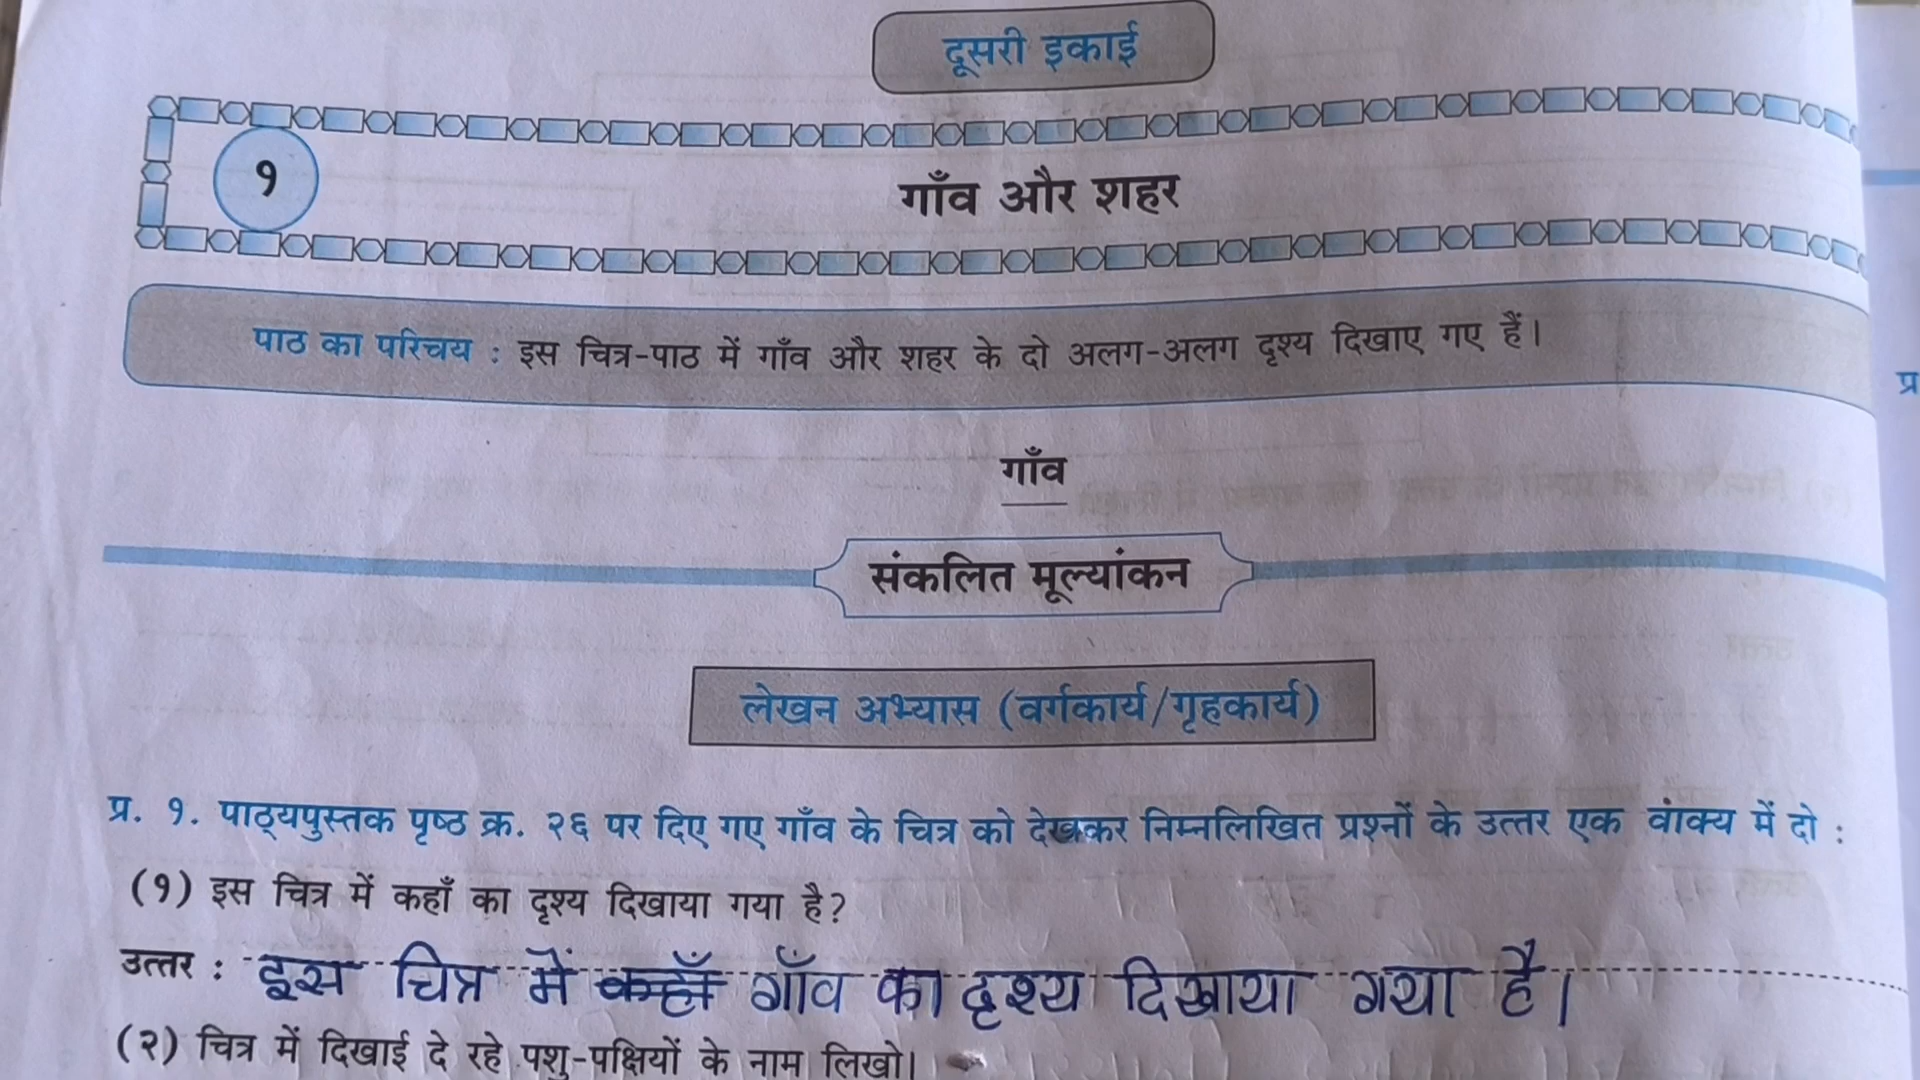 दूसरी इकाई
१
गाँव और शहर
पाठ का परिचय : इस चित्र-पाठ में गाँव और शहर के दो अलग-अलग दृश्य दिखाए गए हैं।
गाँव
संकलित मूल्यांकन
लेखन अभ्यास (वर्गकार्य/गृहकार्य)
प्र. १. पाठ्यपुस्तक पृष्ठ क्र. २६ पर दिए गए गाँव के चित्र को देखकर निम्नलिखित प्रश्नों के उत्तर एक वाक्य में दो :
(१) इस चित्र में कहाँ का दृश्य दिखाया गया है?
उत्तर : इस चित्र में कहाँ गाँव का दृश्य दिखाया गया है।
(२) चित्र में दिखाई दे रहे पशु-पक्षियों के नाम लिखो।
प्र